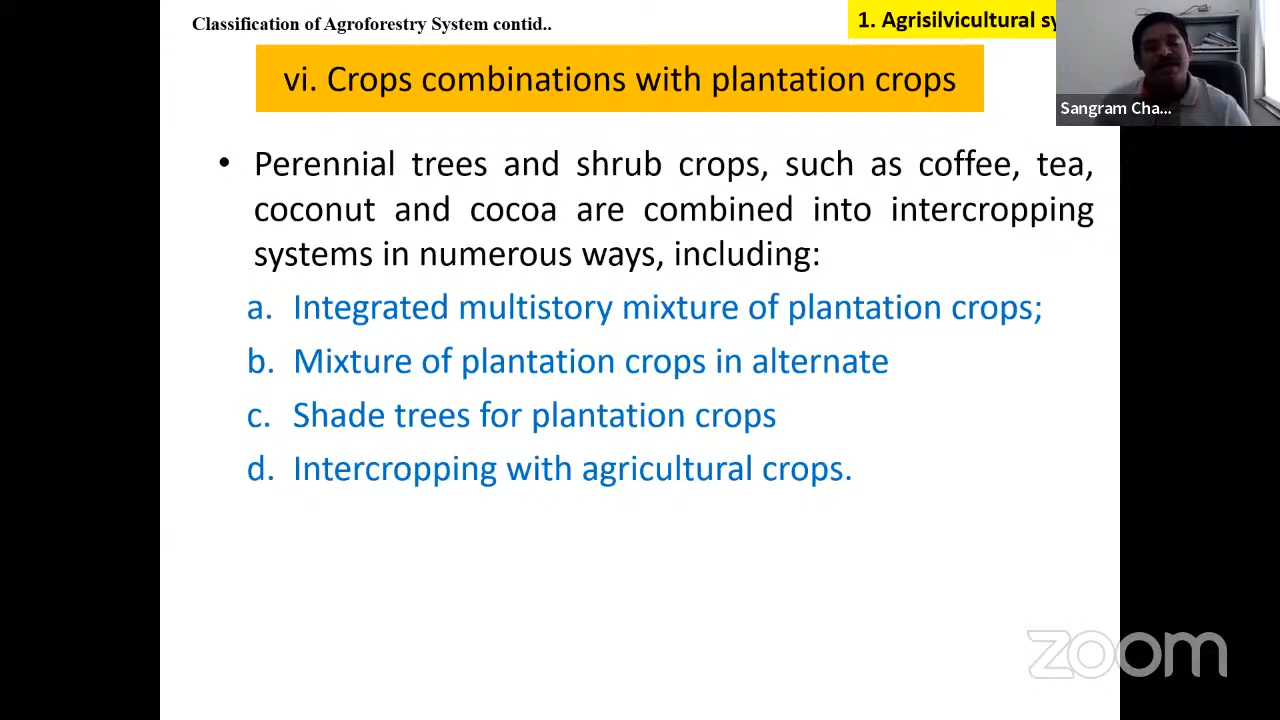 Classification of Agroforestry System contid..
1. Agrisilvicultural sy
vi. Crops combinations with plantation crops
Sangram Cha...
• Perennial trees and shrub crops, such as coffee, tea,
coconut and cocoa are combined into intercropping
systems in numerous ways, including:
a. Integrated multistory mixture of plantation crops;
b. Mixture of plantation crops in alternate
c. Shade trees for plantation crops
d. Intercropping with agricultural crops.
zoom